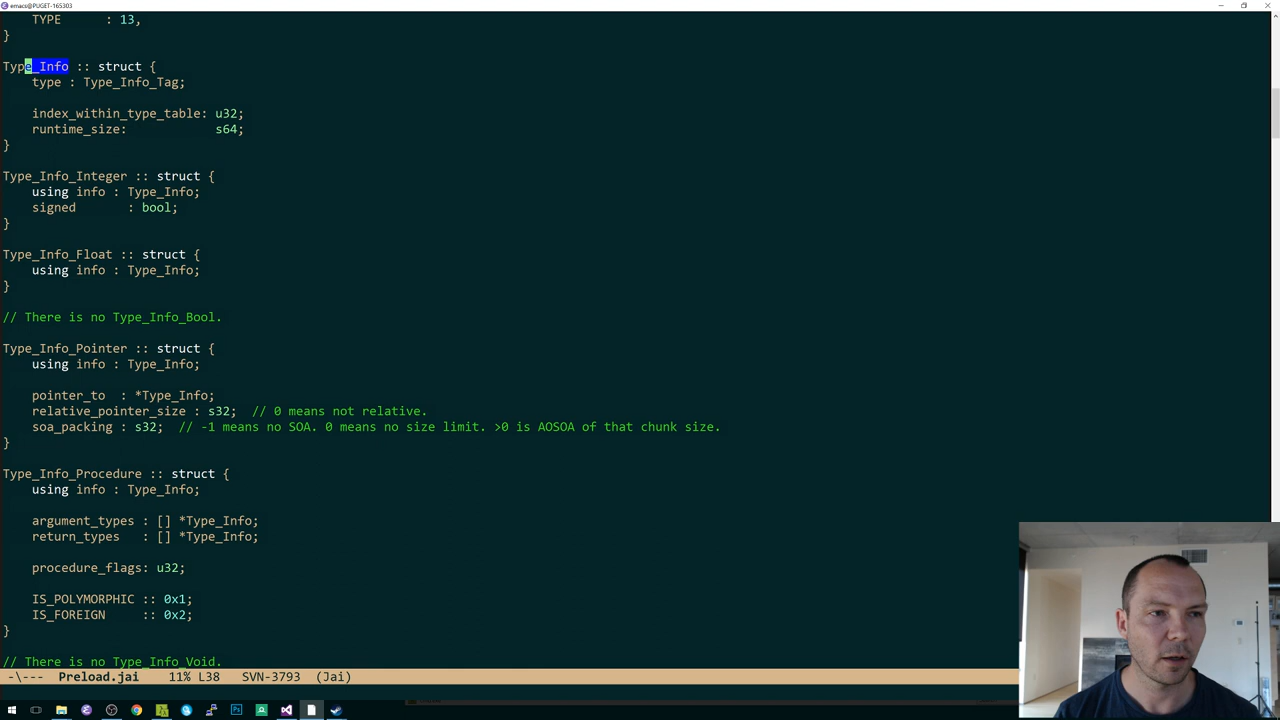 emacs@PUGET-165303
TYPE : 13,
}
Type_Info :: struct {
type : Type_Info_Tag;
index_within_type_table: u32;
runtime_size: s64;
}
Type_Info_Integer :: struct {
using info : Type_Info;
signed : bool;
}
Type_Info_Float :: struct {
using info : Type_Info;
}
// There is no Type_Info_Bool.
Type_Info_Pointer :: struct {
using info : Type_Info;
pointer_to : *Type_Info;
relative_pointer_size : s32; // 0 means not relative.
soa_packing : s32; // -1 means no SOA. 0 means no size limit. >0 is AOSOA of that chunk size.
}
Type_Info_Procedure :: struct {
using info : Type_Info;
argument_types : [] *Type_Info;
return_types : [] *Type_Info;
procedure_flags: u32;
IS_POLYMORPHIC :: 0x1;
IS_FOREIGN :: 0x2;
}
// There is no Type_Info_Void.
-\--- Preload.jai 11% L38 SVN-3793 (Jai)